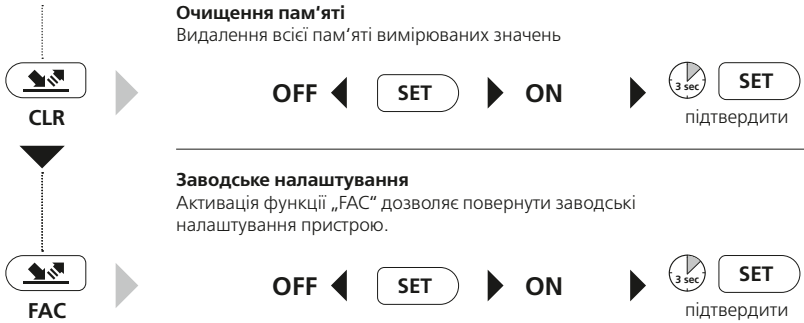 Очищення пам‘яті
Видалення всієї пам‘яті вимірюваних значень
OFF SET ON 3 sec SET
CLR
підтвердити
Заводське налаштування
Активація функції „FAC“ дозволяє повернути заводські
налаштування пристрою.
OFF SET ON 3 sec SET
FAC
підтвердити